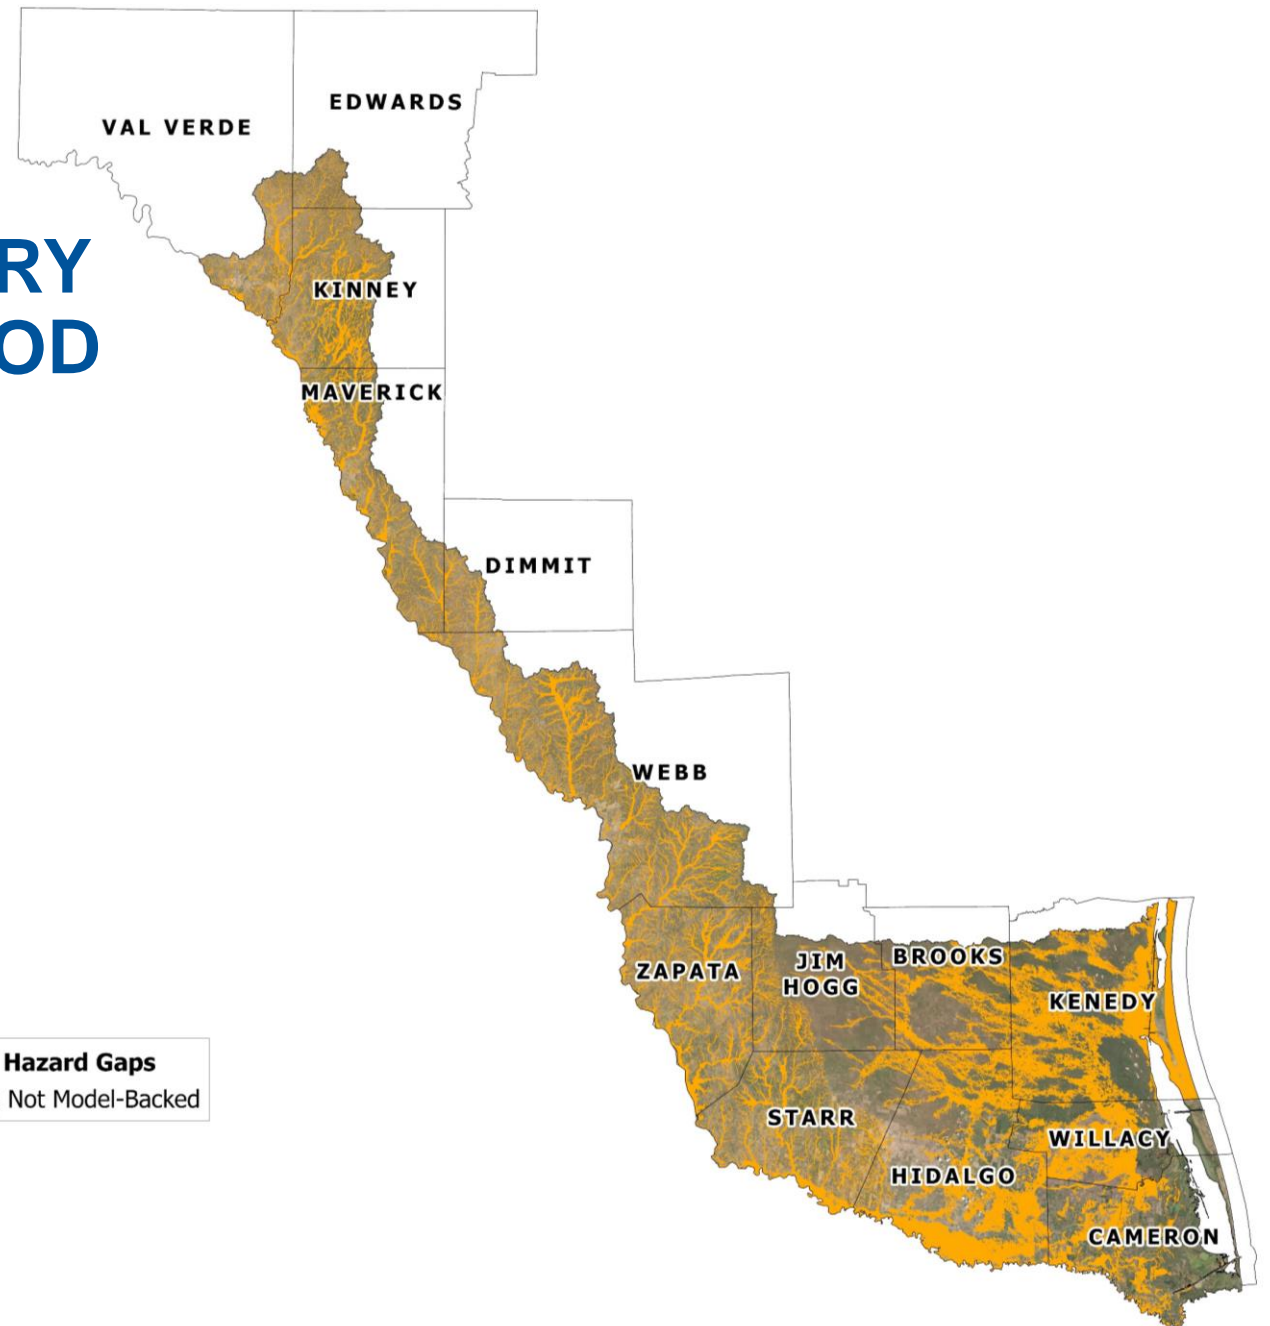 EDWARDS
VAL VERDE
RY
OD
KINNEY
MAVERICK
DIMMIT
WEBB
ZAPATA
JIM
HOGG
BROOKS
KENEDY
Hazard Gaps
Not Model-Backed
STARR
WILLACY
HIDALGO
CAMERON